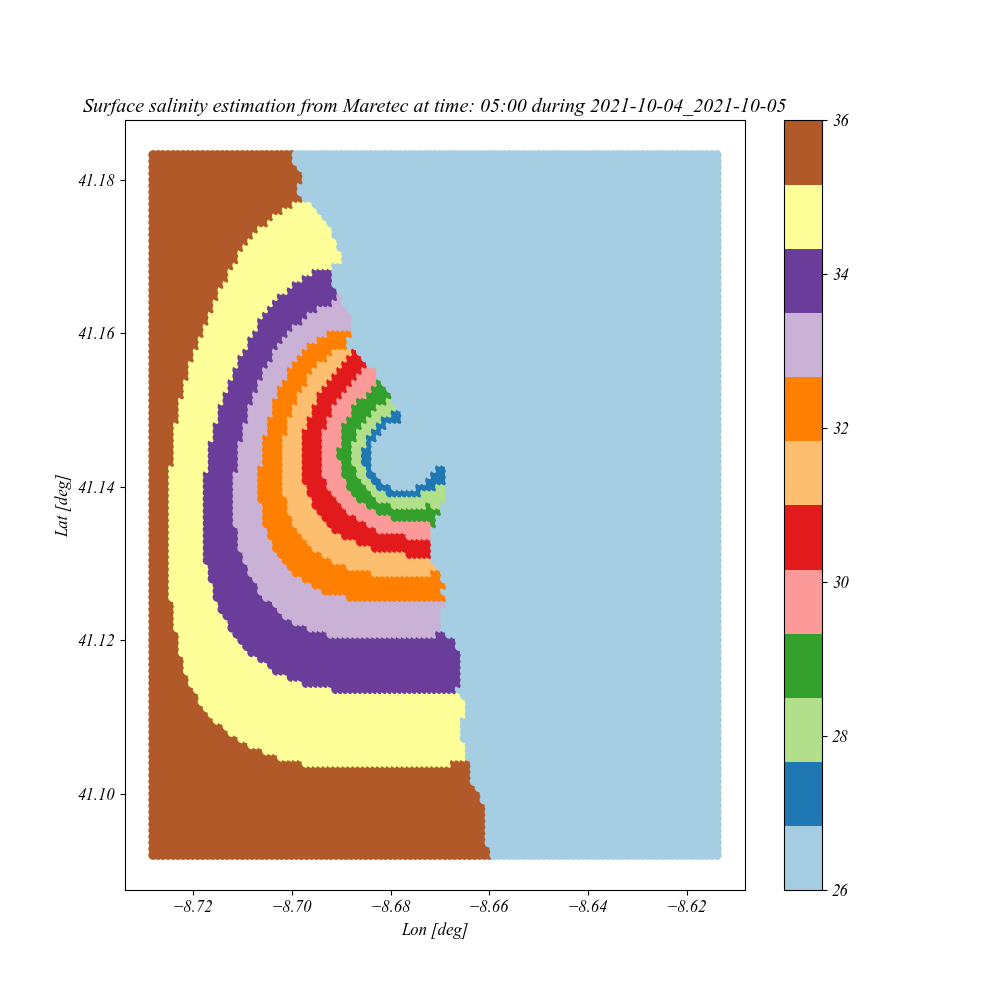 Surface salinity estimation from Maretec at time: 05:00 during 2021-10-04_2021-10-05
41.18
41.16
41.14
41.12
41.10
Lat [deg]
−8.72 −8.70 −8.68 −8.66 −8.64 −8.62
Lon [deg]
36
34
32
30
28
26